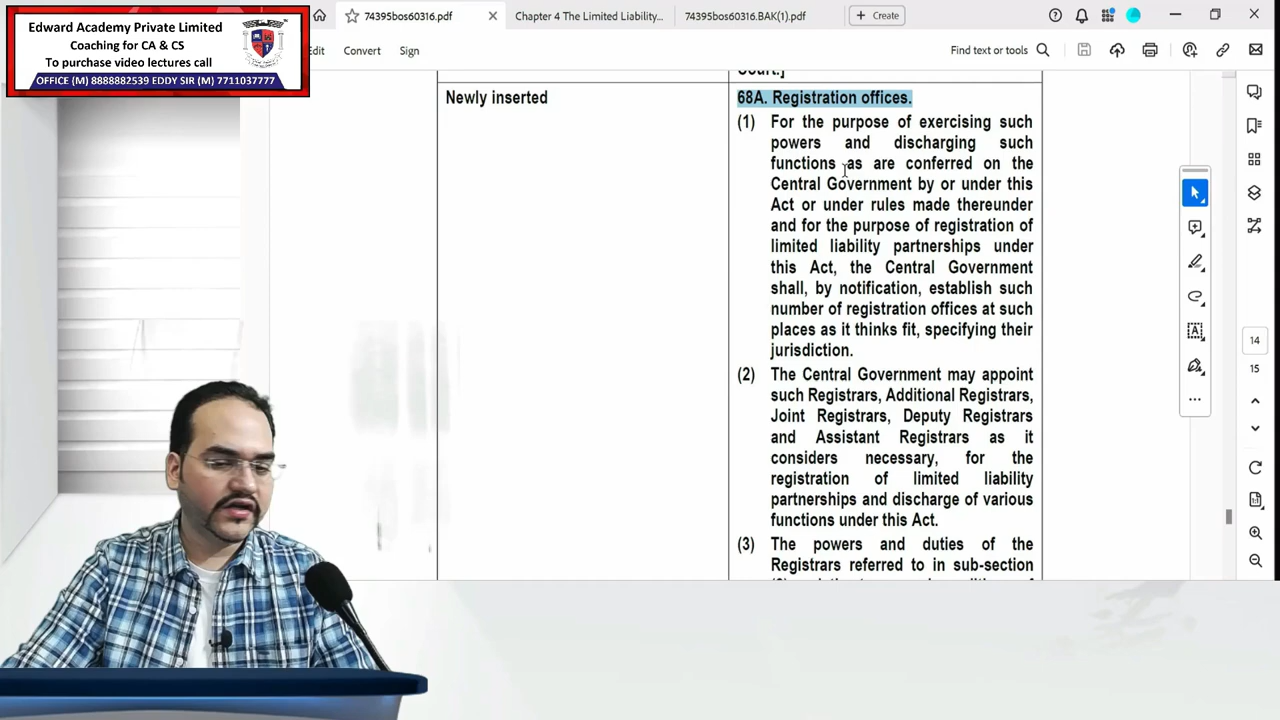 Edward Academy Private Limited
Coaching for CA & CS
To purchase video lectures call
OFFICE (M) 8888882539 EDDY SIR (M) 7711037777
74395bos60316.pdf
Chapter 4 The Limited Liability...
74395bos60316.BAK(1).pdf
Create
Edit
Convert
Sign
Find text or tools
Court.]
Newly inserted
68A. Registration offices.
(1) For the purpose of exercising such
powers and discharging such
functions as are conferred on the
Central Government by or under this
Act or under rules made thereunder
and for the purpose of registration of
limited liability partnerships under
this Act, the Central Government
shall, by notification, establish such
number of registration offices at such
places as it thinks fit, specifying their
jurisdiction.
(2) The Central Government may appoint
such Registrars, Additional Registrars,
Joint Registrars, Deputy Registrars
and Assistant Registrars as it
considers necessary, for the
registration of limited liability
partnerships and discharge of various
functions under this Act.
(3) The powers and duties of the
Registrars referred to in sub-section
14
15